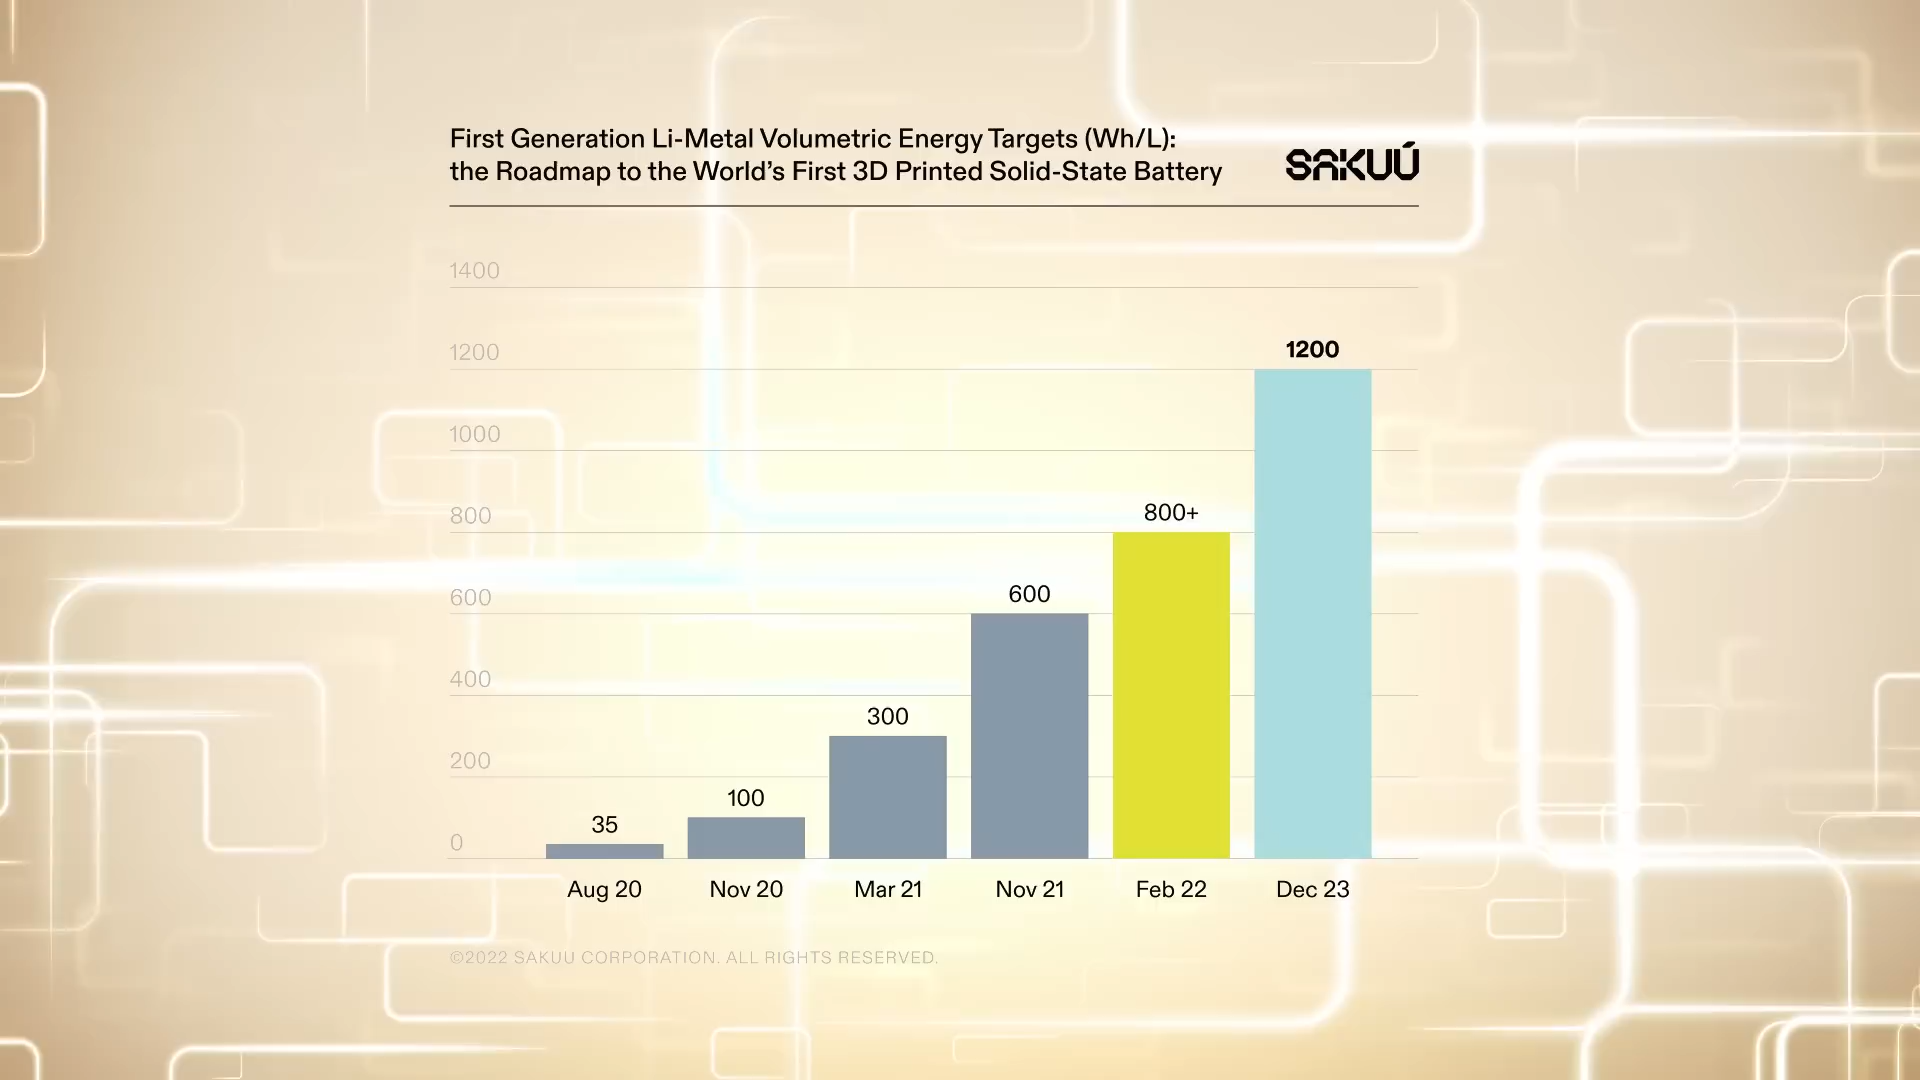 First Generation Li-Metal Volumetric Energy Targets (Wh/L):
the Roadmap to the World's First 3D Printed Solid-State Battery
SAKUÚ
1400
1200
1000
800
600
400
200
0
35
100
300
600
800+
1200
Aug 20
Nov 20
Mar 21
Nov 21
Feb 22
Dec 23
©2022 SAKUU CORPORATION. ALL RIGHTS RESERVED.